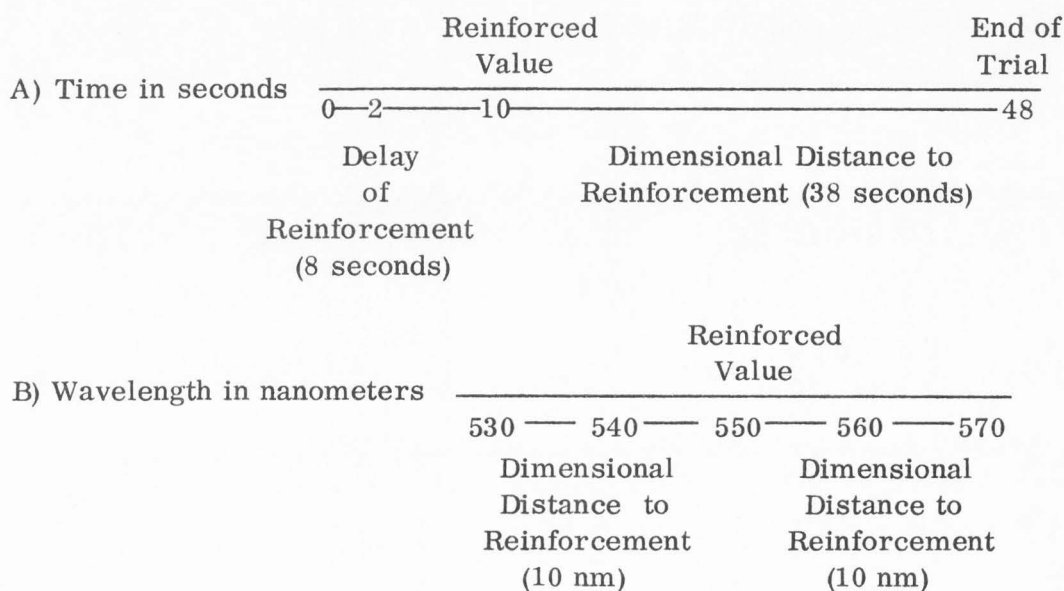 Reinforced
Value
End of
Trial
A) Time in seconds
0—2———10———————————48
Delay
of
Reinforcement
(8 seconds)
Dimensional Distance to
Reinforcement (38 seconds)
Reinforced
Value
B) Wavelength in nanometers
530 — 540 — 550 — 560 — 570
Dimensional
Distance to
Reinforcement
(10 nm)
Dimensional
Distance to
Reinforcement
(10 nm)